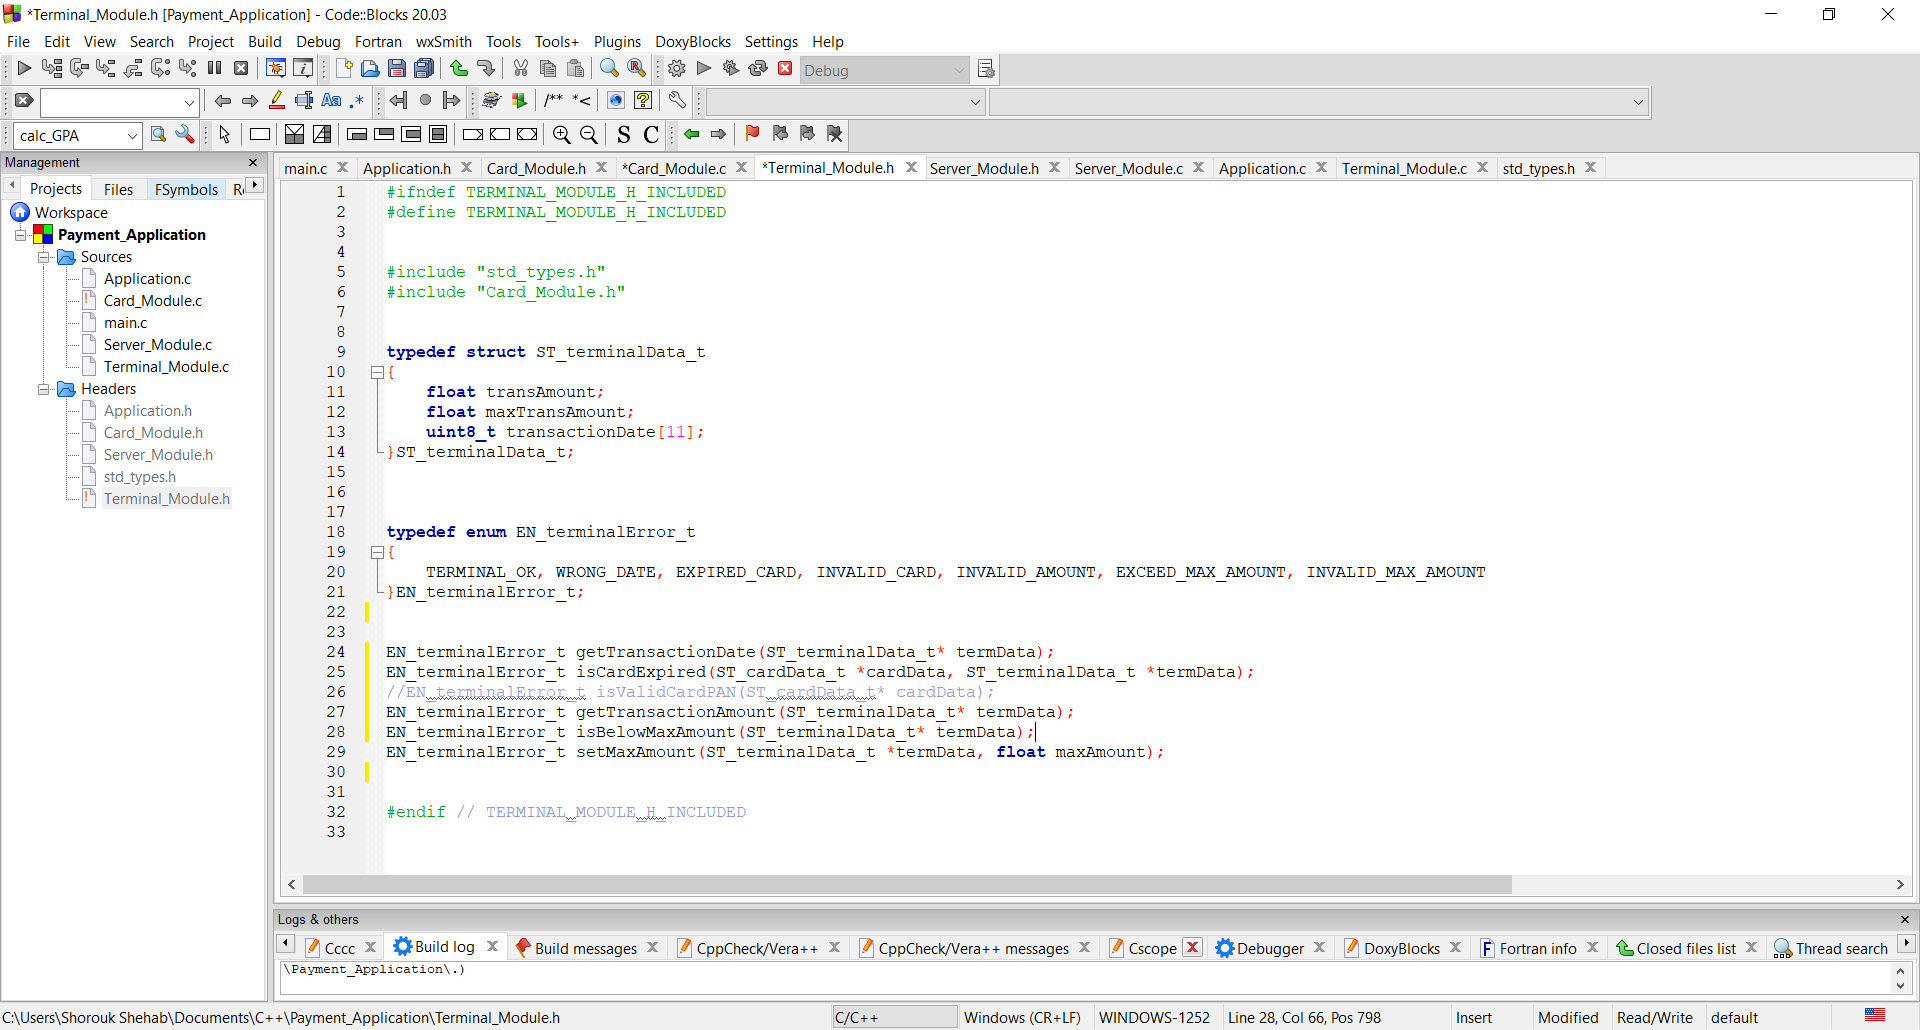 *Terminal_Module.h [Payment_Application] - Code::Blocks 20.03
File Edit View Search Project Build Debug Fortran wxSmith Tools Tools+ Plugins DoxyBlocks Settings Help
Debug
Aa .* /** *<
calc_GPA
S C
Management
Projects Files FSymbols
Workspace
Payment_Application
Sources
Application.c
Card_Module.c
main.c
Server_Module.c
Terminal_Module.c
Headers
Application.h
Card_Module.h
Server_Module.h
std_types.h
Terminal_Module.h
main.c Application.h Card_Module.h *Card_Module.c *Terminal_Module.h Server_Module.h Server_Module.c Application.c Terminal_Module.c std_types.h
1 #ifndef TERMINAL_MODULE_H_INCLUDED
2 #define TERMINAL_MODULE_H_INCLUDED
3
4
5 #include "std_types.h"
6 #include "Card_Module.h"
7
8
9 typedef struct ST_terminalData_t
10 {
11 float transAmount;
12 float maxTransAmount;
13 uint8_t transactionDate[11];
14 }ST_terminalData_t;
15
16
17
18 typedef enum EN_terminalError_t
19 {
20 TERMINAL_OK, WRONG_DATE, EXPIRED_CARD, INVALID_CARD, INVALID_AMOUNT, EXCEED_MAX_AMOUNT, INVALID_MAX_AMOUNT
21 }EN_terminalError_t;
22
23
24 EN_terminalError_t getTransactionDate(ST_terminalData_t* termData);
25 EN_terminalError_t isCardExpired(ST_cardData_t *cardData, ST_terminalData_t *termData);
26 //EN_terminalError_t isValidCardPAN(ST_cardData_t* cardData);
27 EN_terminalError_t getTransactionAmount(ST_terminalData_t* termData);
28 EN_terminalError_t isBelowMaxAmount(ST_terminalData_t* termData);
29 EN_terminalError_t setMaxAmount(ST_terminalData_t *termData, float maxAmount);
30
31
32 #endif // TERMINAL_MODULE_H_INCLUDED
33
Logs & others
Cccc Build log Build messages CppCheck/Vera++ CppCheck/Vera++ messages Cscope Debugger DoxyBlocks Fortran info Closed files list Thread search
\Payment_Application\.)
C:\Users\Shorouk Shehab\Documents\C++\Payment_Application\Terminal_Module.h C/C++ Windows (CR+LF) WINDOWS-1252 Line 28, Col 66, Pos 798 Insert Modified Read/Write default